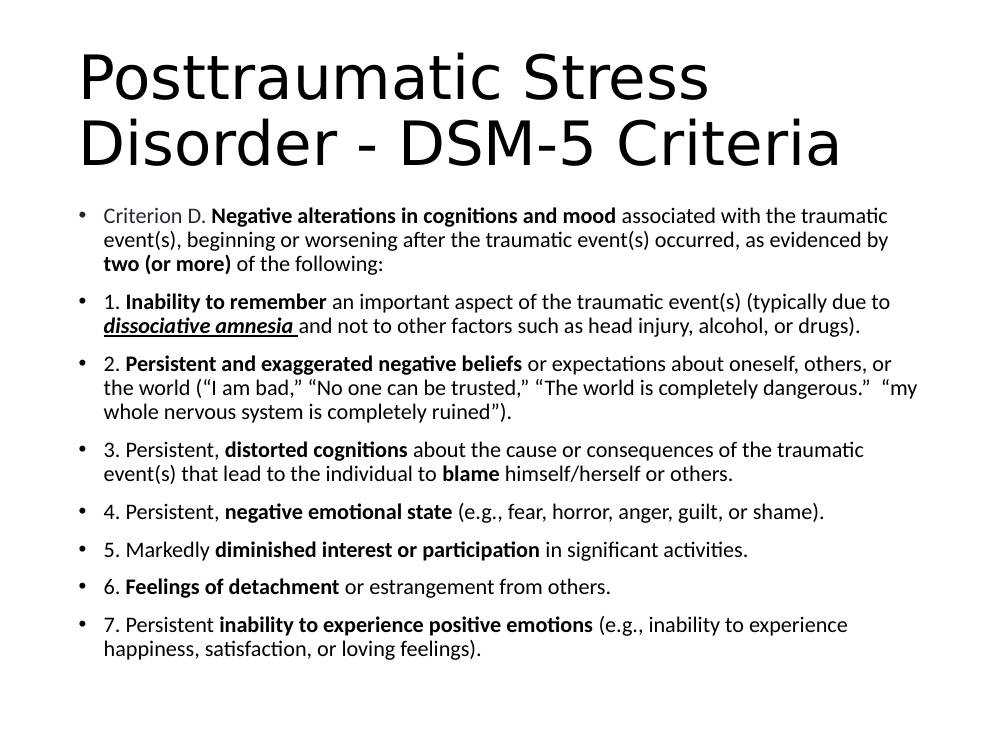 Posttraumatic Stress
Disorder - DSM-5 Criteria
• Criterion D. Negative alterations in cognitions and mood associated with the traumatic
event(s), beginning or worsening after the traumatic event(s) occurred, as evidenced by
two (or more) of the following:
• 1. Inability to remember an important aspect of the traumatic event(s) (typically due to
dissociative amnesia and not to other factors such as head injury, alcohol, or drugs).
• 2. Persistent and exaggerated negative beliefs or expectations about oneself, others, or
the world (“I am bad,” “No one can be trusted,” “The world is completely dangerous.”  “my
whole nervous system is completely ruined”).
• 3. Persistent, distorted cognitions about the cause or consequences of the traumatic
event(s) that lead to the individual to blame himself/herself or others.
• 4. Persistent, negative emotional state (e.g., fear, horror, anger, guilt, or shame).
• 5. Markedly diminished interest or participation in significant activities.
• 6. Feelings of detachment or estrangement from others.
• 7. Persistent inability to experience positive emotions (e.g., inability to experience
happiness, satisfaction, or loving feelings).